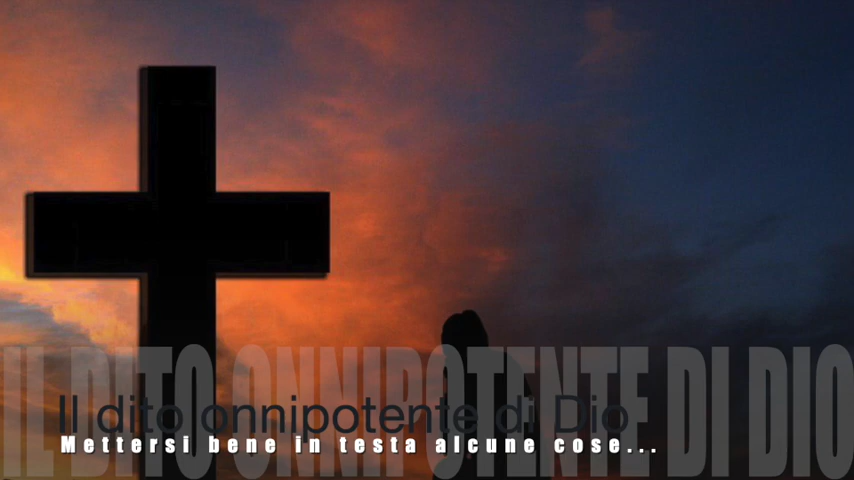 IL DITO ONNIPOTENTE DI DIO
Il dito onnipotente di Dio
Mettersi bene in testa alcune cose...